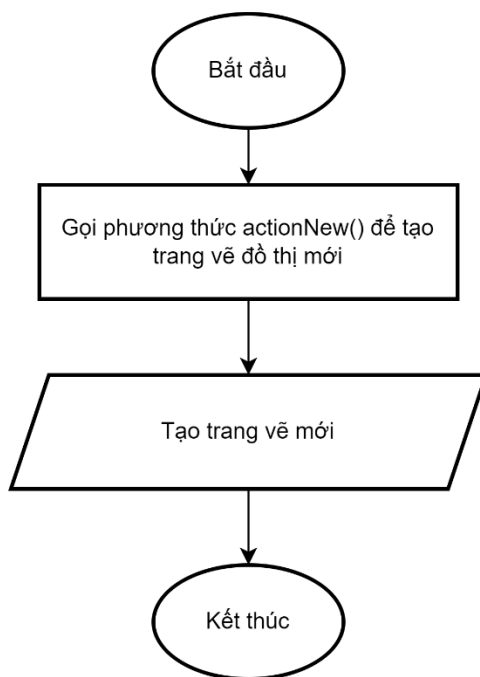 Bắt đầu
Gọi phương thức actionNew() để tạo
trang vẽ đồ thị mới
Tạo trang vẽ mới
Kết thúc